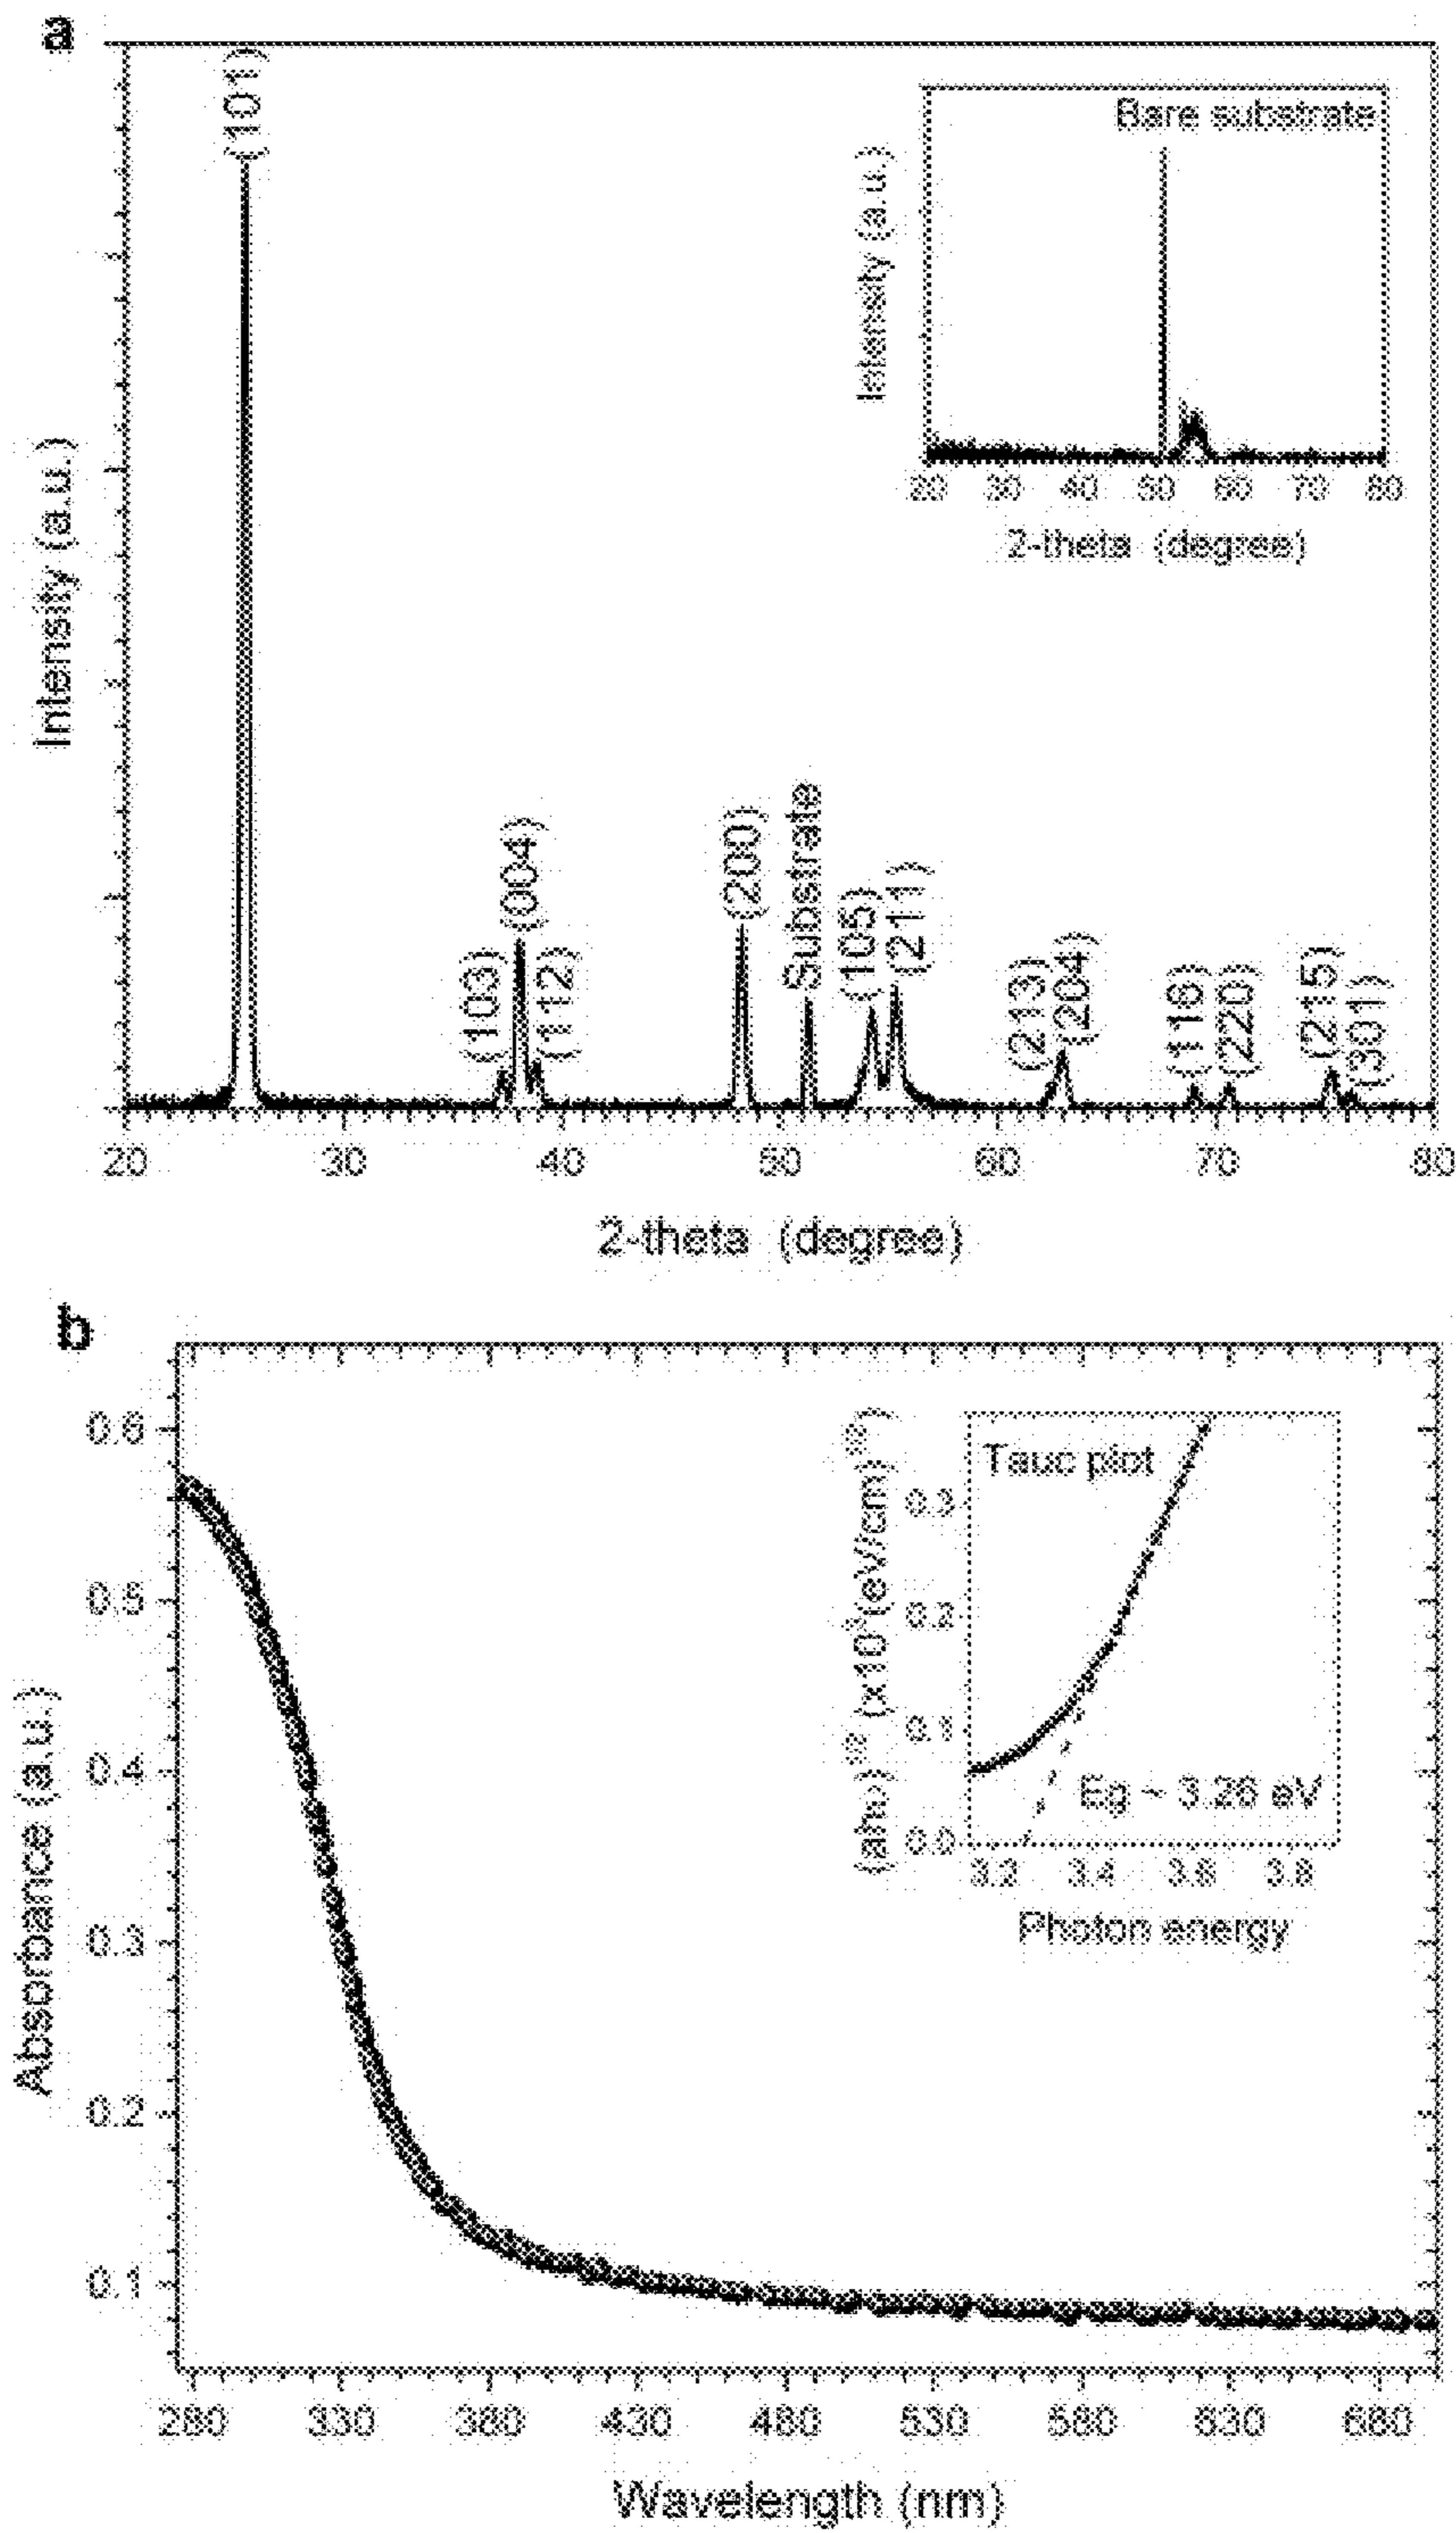 a
(101)
(103)
(004)
(112)
(200)
Substrate
(105)
(211)
(213)
(204)
(116)
(220)
(215)
(301)
Intensity (a.u.)
20 30 40 50 60 70 80
2-theta (degree)
Bare substrate
Intensity (a.u.)
20 30 40 50 60 70 80
2-theta (degree)
b
0.6
0.5
0.4
0.3
0.2
0.1
Absorbance (a.u.)
280 330 380 430 480 530 580 630 680
Wavelength (nm)
Tauc plot
0.3
0.2
0.1
0.0
Eg ~ 3.26 eV
3.2 3.4 3.6 3.8
Photon energy